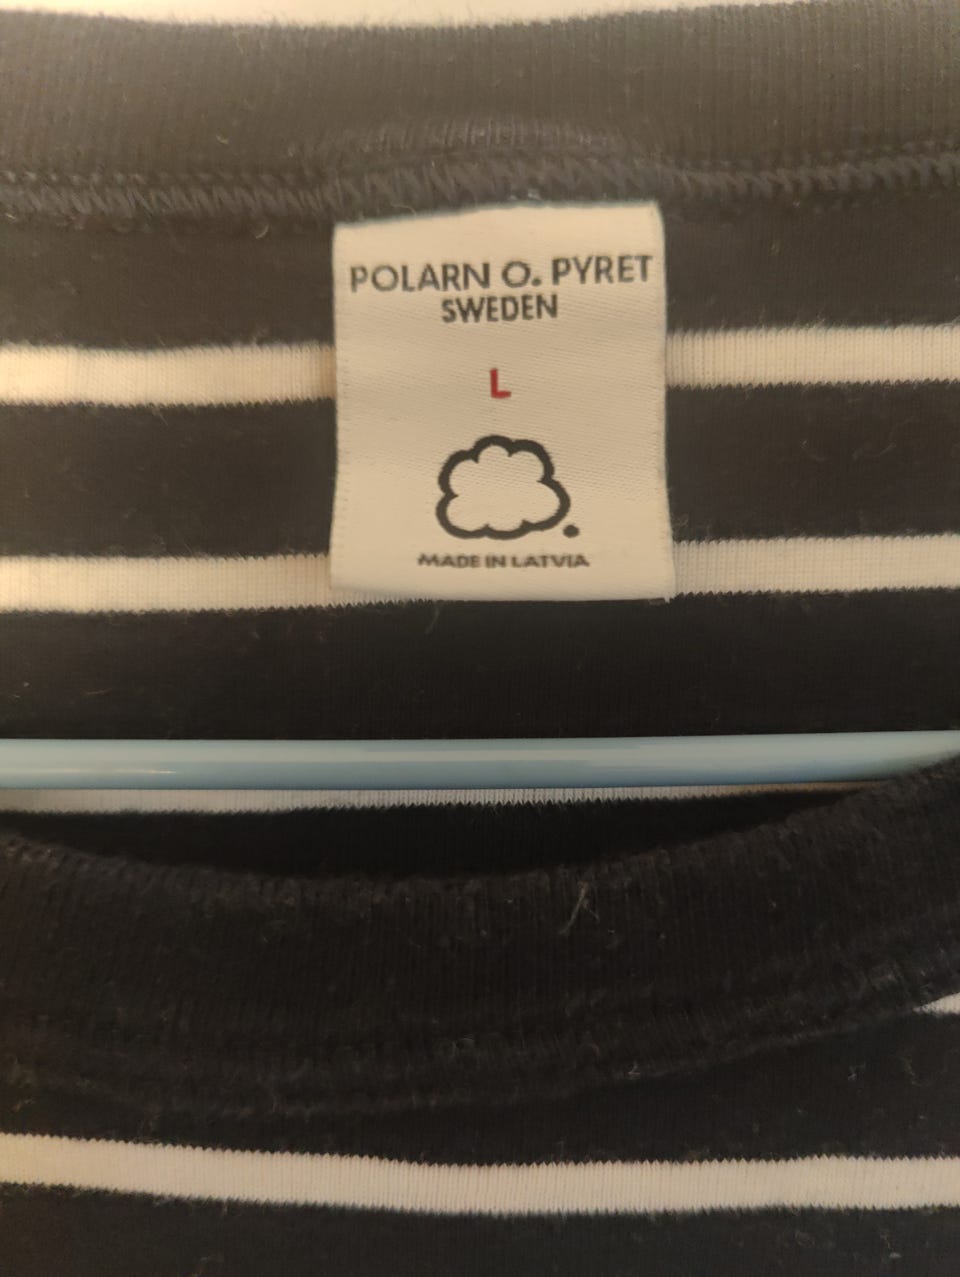 POLARN O. PYRET
SWEDEN
L
MADE IN LATVIA